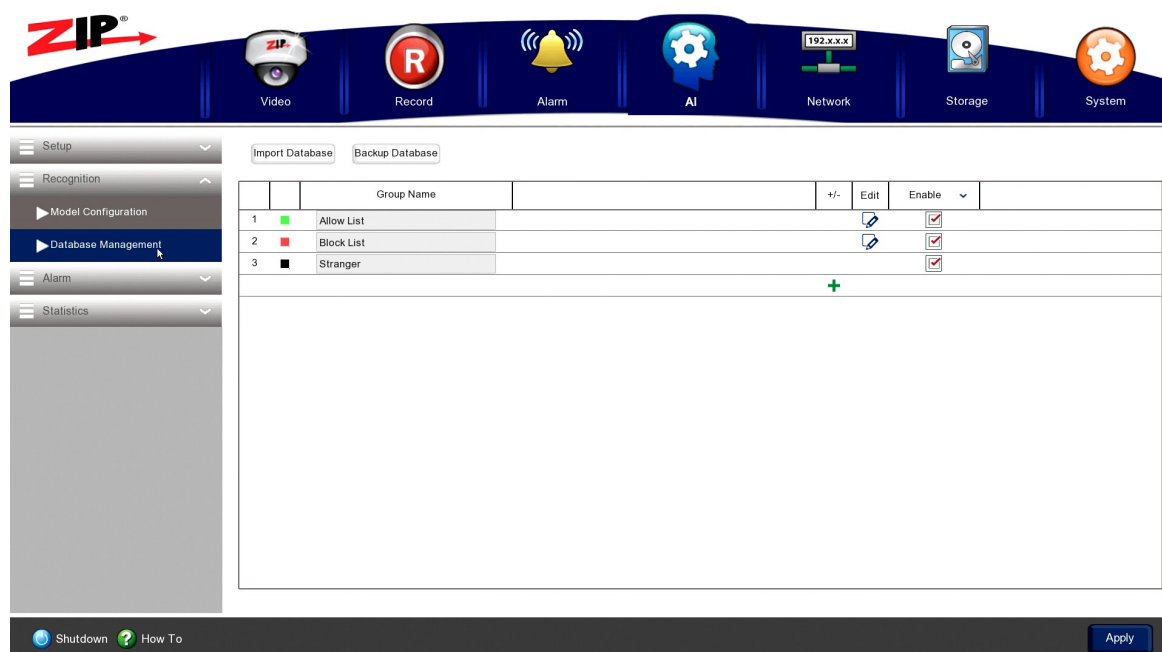 ZIP®
ZIP
R
192.x.x.x
Video
Record
Alarm
AI
Network
Storage
System
Setup
Recognition
Model Configuration
Database Management
Alarm
Statistics
Import Database
Backup Database
Group Name
+/-
Edit
Enable
1 Allow List
2 Block List
3 Stranger
+
Shutdown
? How To
Apply